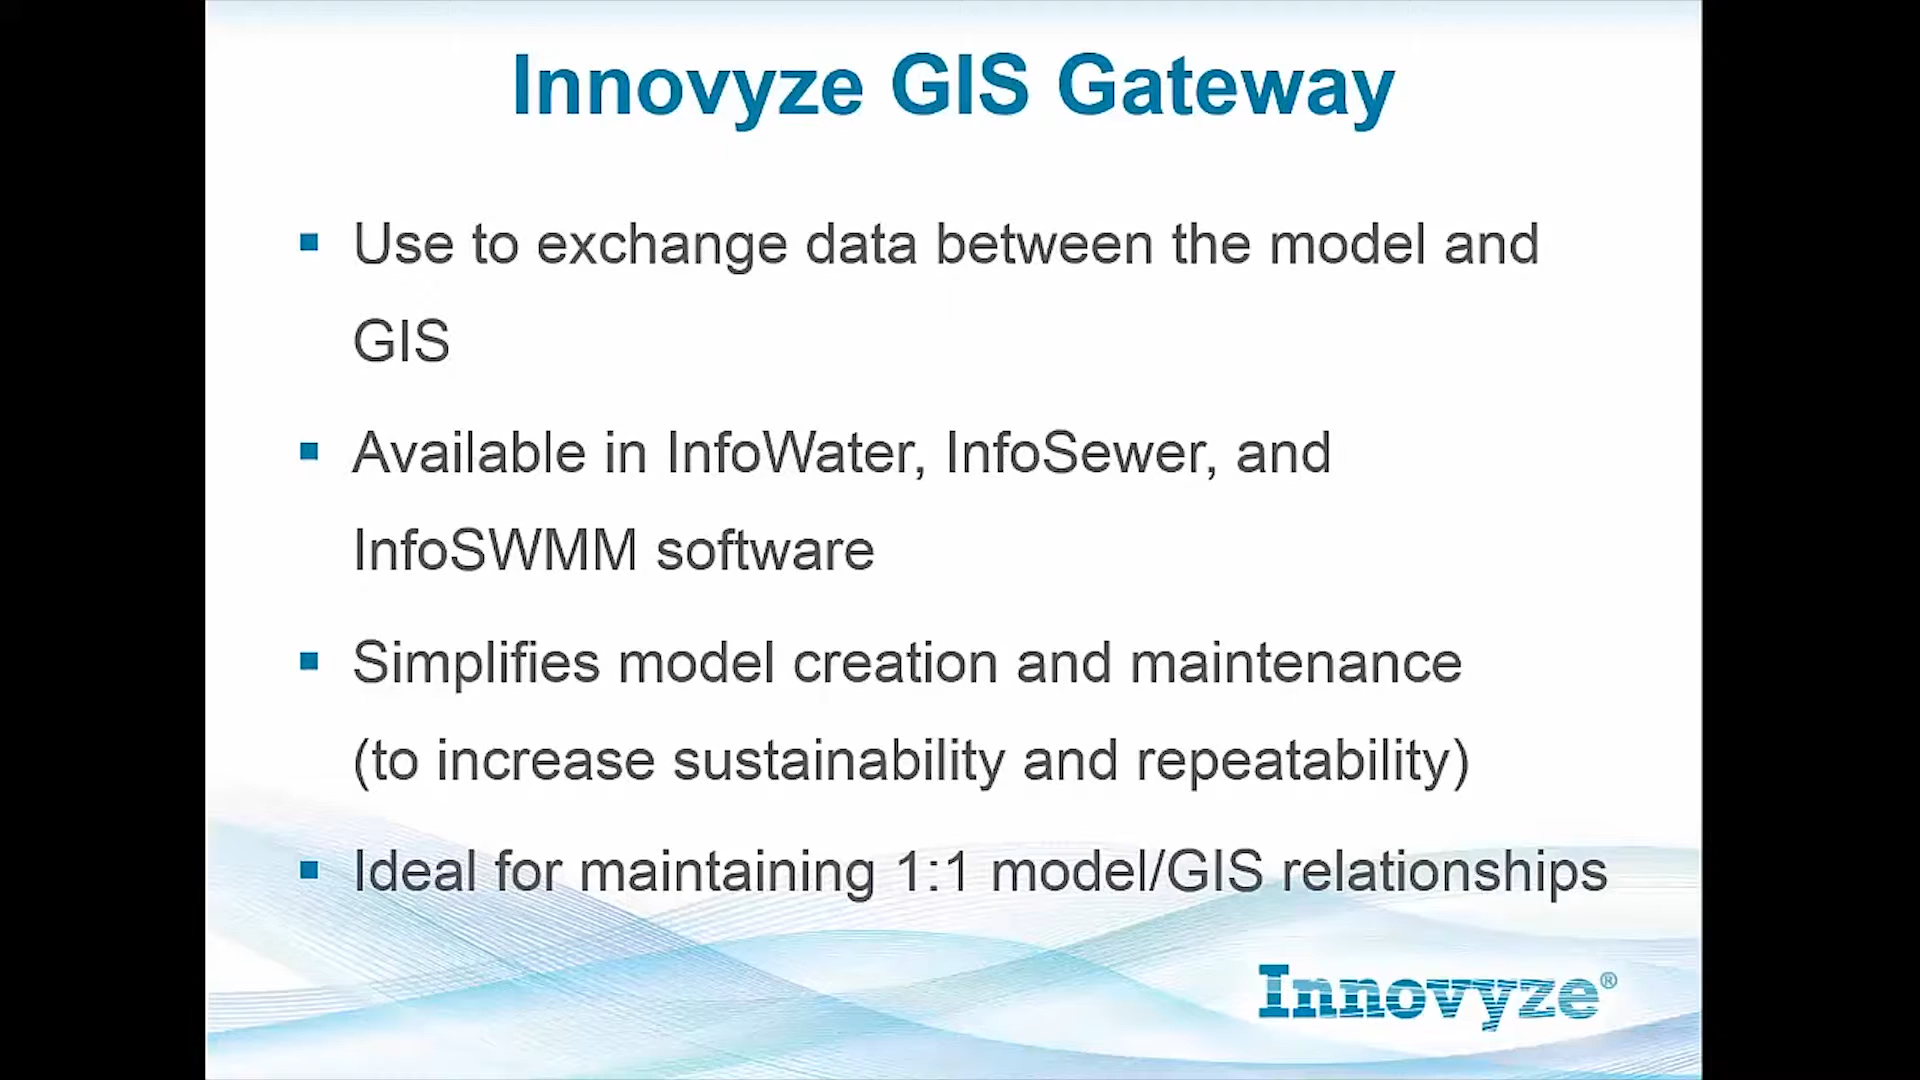 Innovyze GIS Gateway
▪ Use to exchange data between the model and
GIS
▪ Available in InfoWater, InfoSewer, and
InfoSWMM software
▪ Simplifies model creation and maintenance
(to increase sustainability and repeatability)
▪ Ideal for maintaining 1:1 model/GIS relationships
Innovyze®